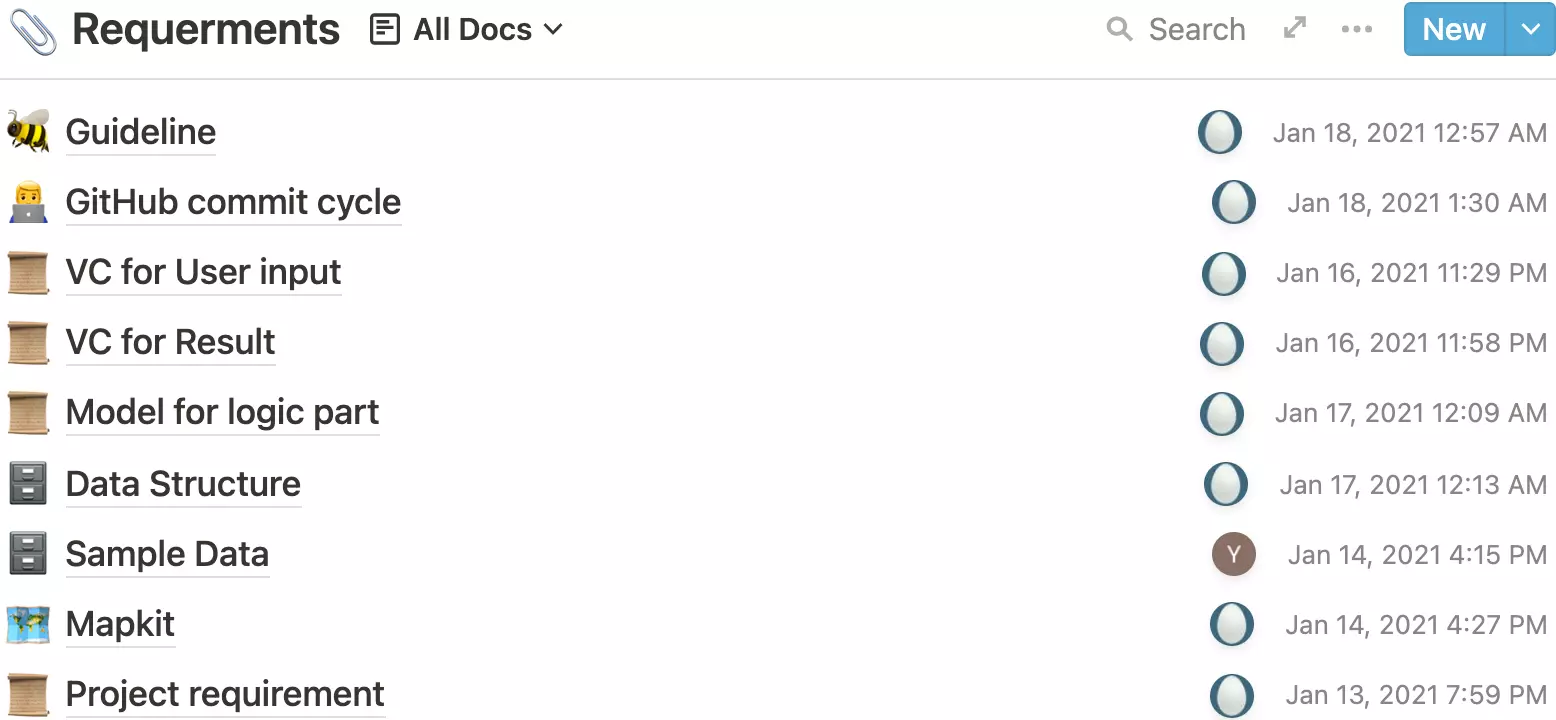 Requerments All Docs Search New
Guideline Jan 18, 2021 12:57 AM
GitHub commit cycle Jan 18, 2021 1:30 AM
VC for User input Jan 16, 2021 11:29 PM
VC for Result Jan 16, 2021 11:58 PM
Model for logic part Jan 17, 2021 12:09 AM
Data Structure Jan 17, 2021 12:13 AM
Sample Data Y Jan 14, 2021 4:15 PM
Mapkit Jan 14, 2021 4:27 PM
Project requirement Jan 13, 2021 7:59 PM